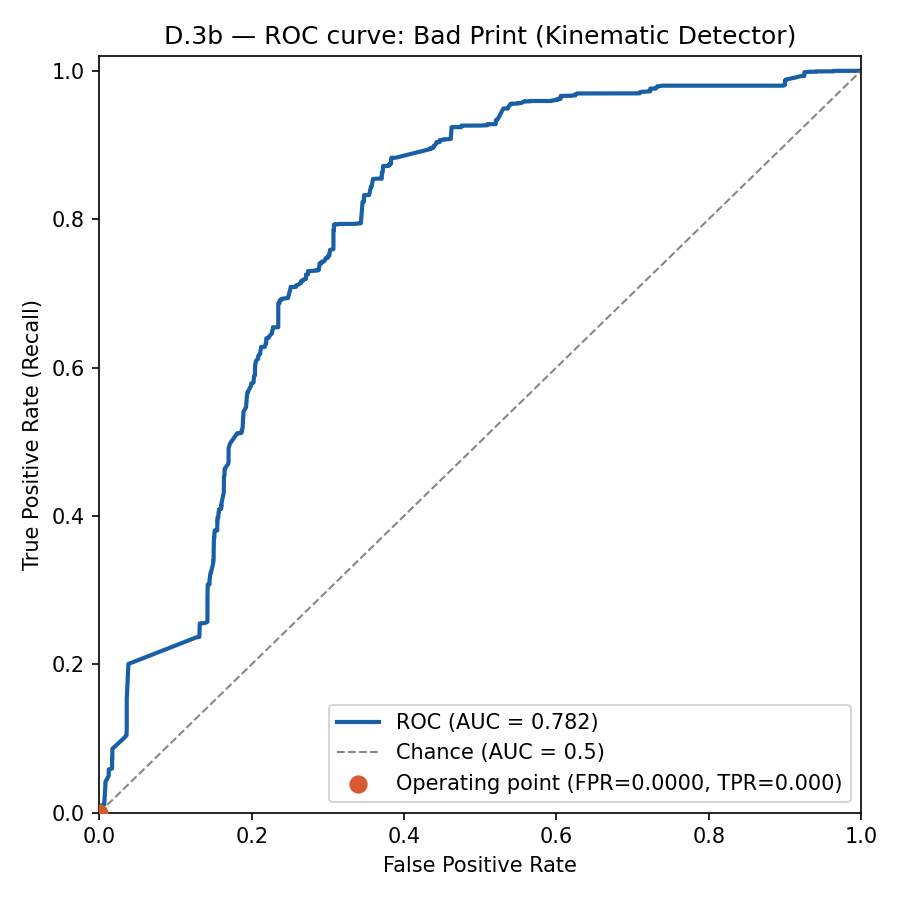 D.3b — ROC curve: Bad Print (Kinematic Detector)
True Positive Rate (Recall)
1.0
0.8
0.6
0.4
0.2
0.0
ROC (AUC = 0.782)
Chance (AUC = 0.5)
Operating point (FPR=0.0000, TPR=0.000)
0.0 0.2 0.4 0.6 0.8 1.0
False Positive Rate